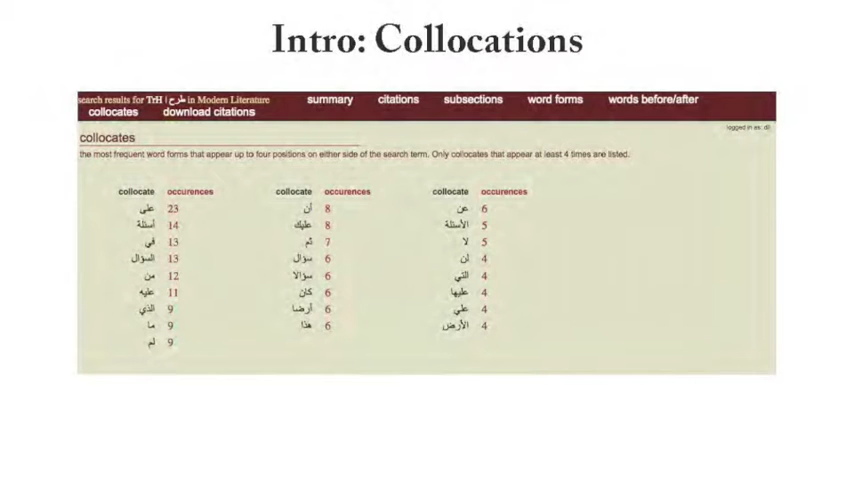 Intro: Collocations
search results for TrH | طرح in Modern Literature summary citations subsections word forms words before/after
collocates download citations
logged in as: dil
collocates
the most frequent word forms that appear up to four positions on either side of the search term. Only collocates that appear at least 4 times are listed.
collocate occurences collocate occurences collocate occurences
على 23 أن 8 عن 6
أسئلة 14 عليك 8 الأسئلة 5
في 13 ثم 7 لا 5
السؤال 13 سؤال 6 لن 4
من 12 سؤالا 6 التي 4
عليه 11 كان 6 عليها 4
الذي 9 أرضا 6 علي 4
ما 9 هذا 6 الأرض 4
لم 9